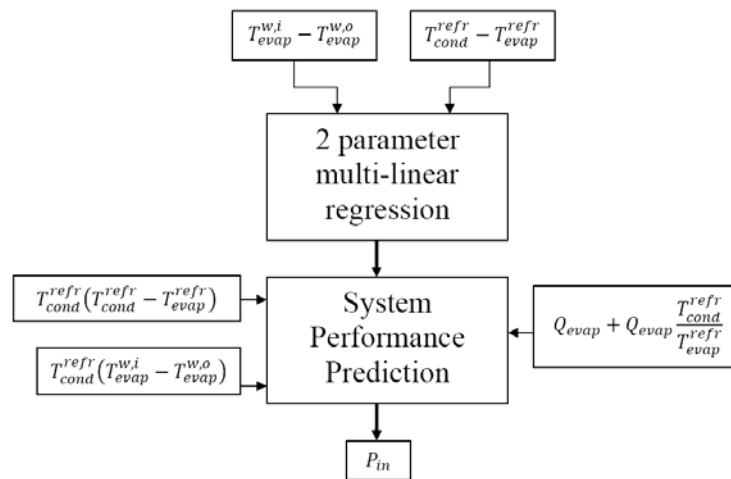 $T_{evap}^{w,i} - T_{evap}^{w,o}$
$T_{cond}^{refr} - T_{evap}^{refr}$
2 parameter
multi-linear
regression
$T_{cond}^{refr}(T_{cond}^{refr} - T_{evap}^{refr})$
$T_{cond}^{refr}(T_{evap}^{w,i} - T_{evap}^{w,o})$
System
Performance
Prediction
$Q_{evap} + Q_{evap}\frac{T_{cond}^{refr}}{T_{evap}^{refr}}$
$P_{in}$